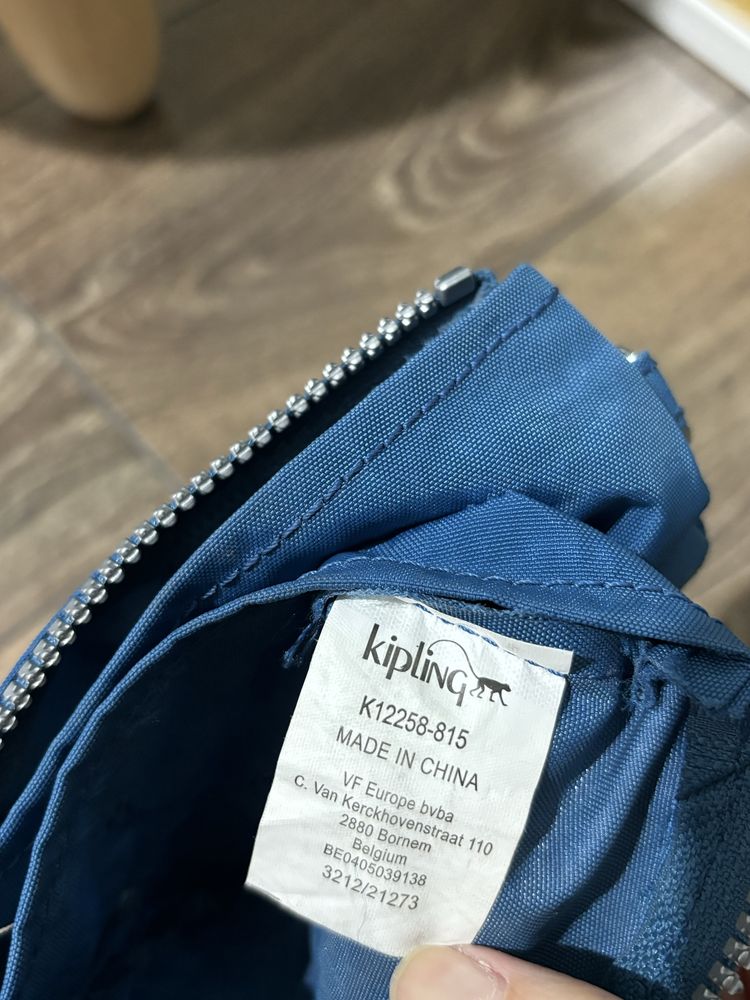 kipling
K12258-815
MADE IN CHINA
VF Europe bvba
C. Van Kerckhovenstraat 110
2880 Bornem
Belgium
BE0405039138
3212/21273